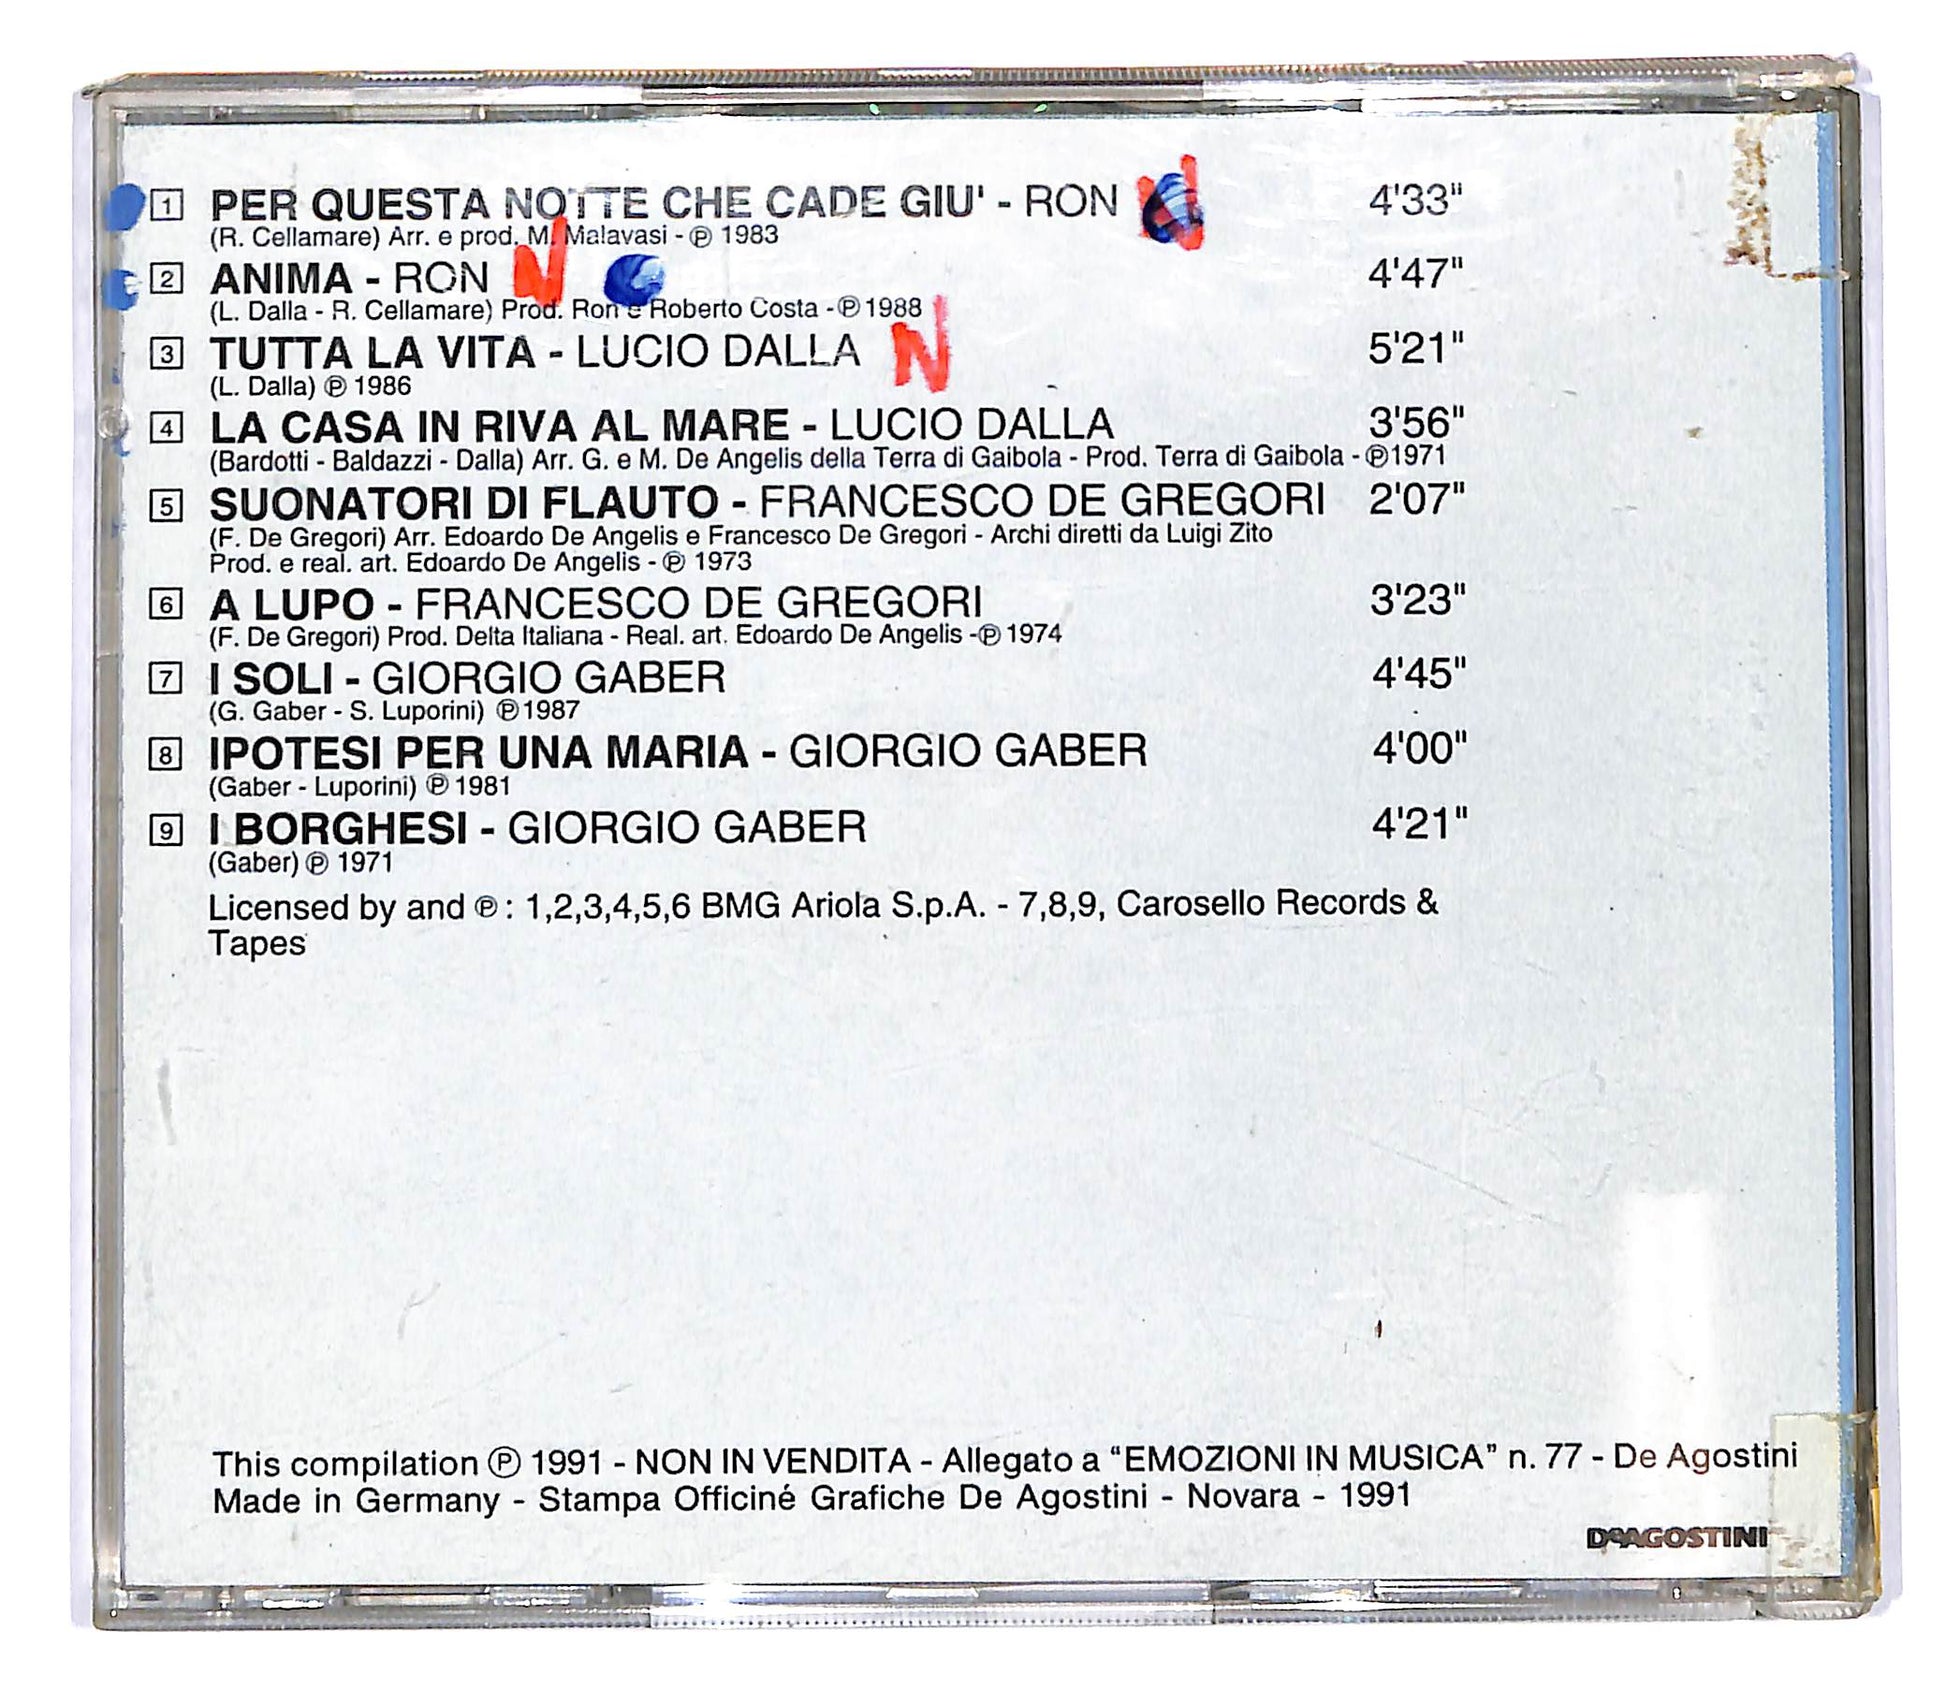 1 PER QUESTA NOTTE CHE CADE GIU' - RON N 4'33"
(R. Cellamare) Arr. e prod. M. Malavasi - ℗ 1983
2 ANIMA - RON N 4'47"
(L. Dalla - R. Cellamare) Prod. Ron e Roberto Costa - ℗ 1988
3 TUTTA LA VITA - LUCIO DALLA N 5'21"
(L. Dalla) ℗ 1986
4 LA CASA IN RIVA AL MARE - LUCIO DALLA 3'56"
(Bardotti - Baldazzi - Dalla) Arr. G. e M. De Angelis della Terra di Gaibola - Prod. Terra di Gaibola - ℗ 1971
5 SUONATORI DI FLAUTO - FRANCESCO DE GREGORI 2'07"
(F. De Gregori) Arr. Edoardo De Angelis e Francesco De Gregori - Archi diretti da Luigi Zito
Prod. e real. art. Edoardo De Angelis - ℗ 1973
6 A LUPO - FRANCESCO DE GREGORI 3'23"
(F. De Gregori) Prod. Delta Italiana - Real. art. Edoardo De Angelis - ℗ 1974
7 I SOLI - GIORGIO GABER 4'45"
(G. Gaber - S. Luporini) ℗ 1987
8 IPOTESI PER UNA MARIA - GIORGIO GABER 4'00"
(Gaber - Luporini) ℗ 1981
9 I BORGHESI - GIORGIO GABER 4'21"
(Gaber) ℗ 1971
Licensed by and ℗ : 1,2,3,4,5,6 BMG Ariola S.p.A. - 7,8,9, Carosello Records &
Tapes
This compilation ℗ 1991 - NON IN VENDITA - Allegato a “EMOZIONI IN MUSICA” n. 77 - De Agostini
Made in Germany - Stampa Officiné Grafiche De Agostini - Novara - 1991
DeAGOSTINI